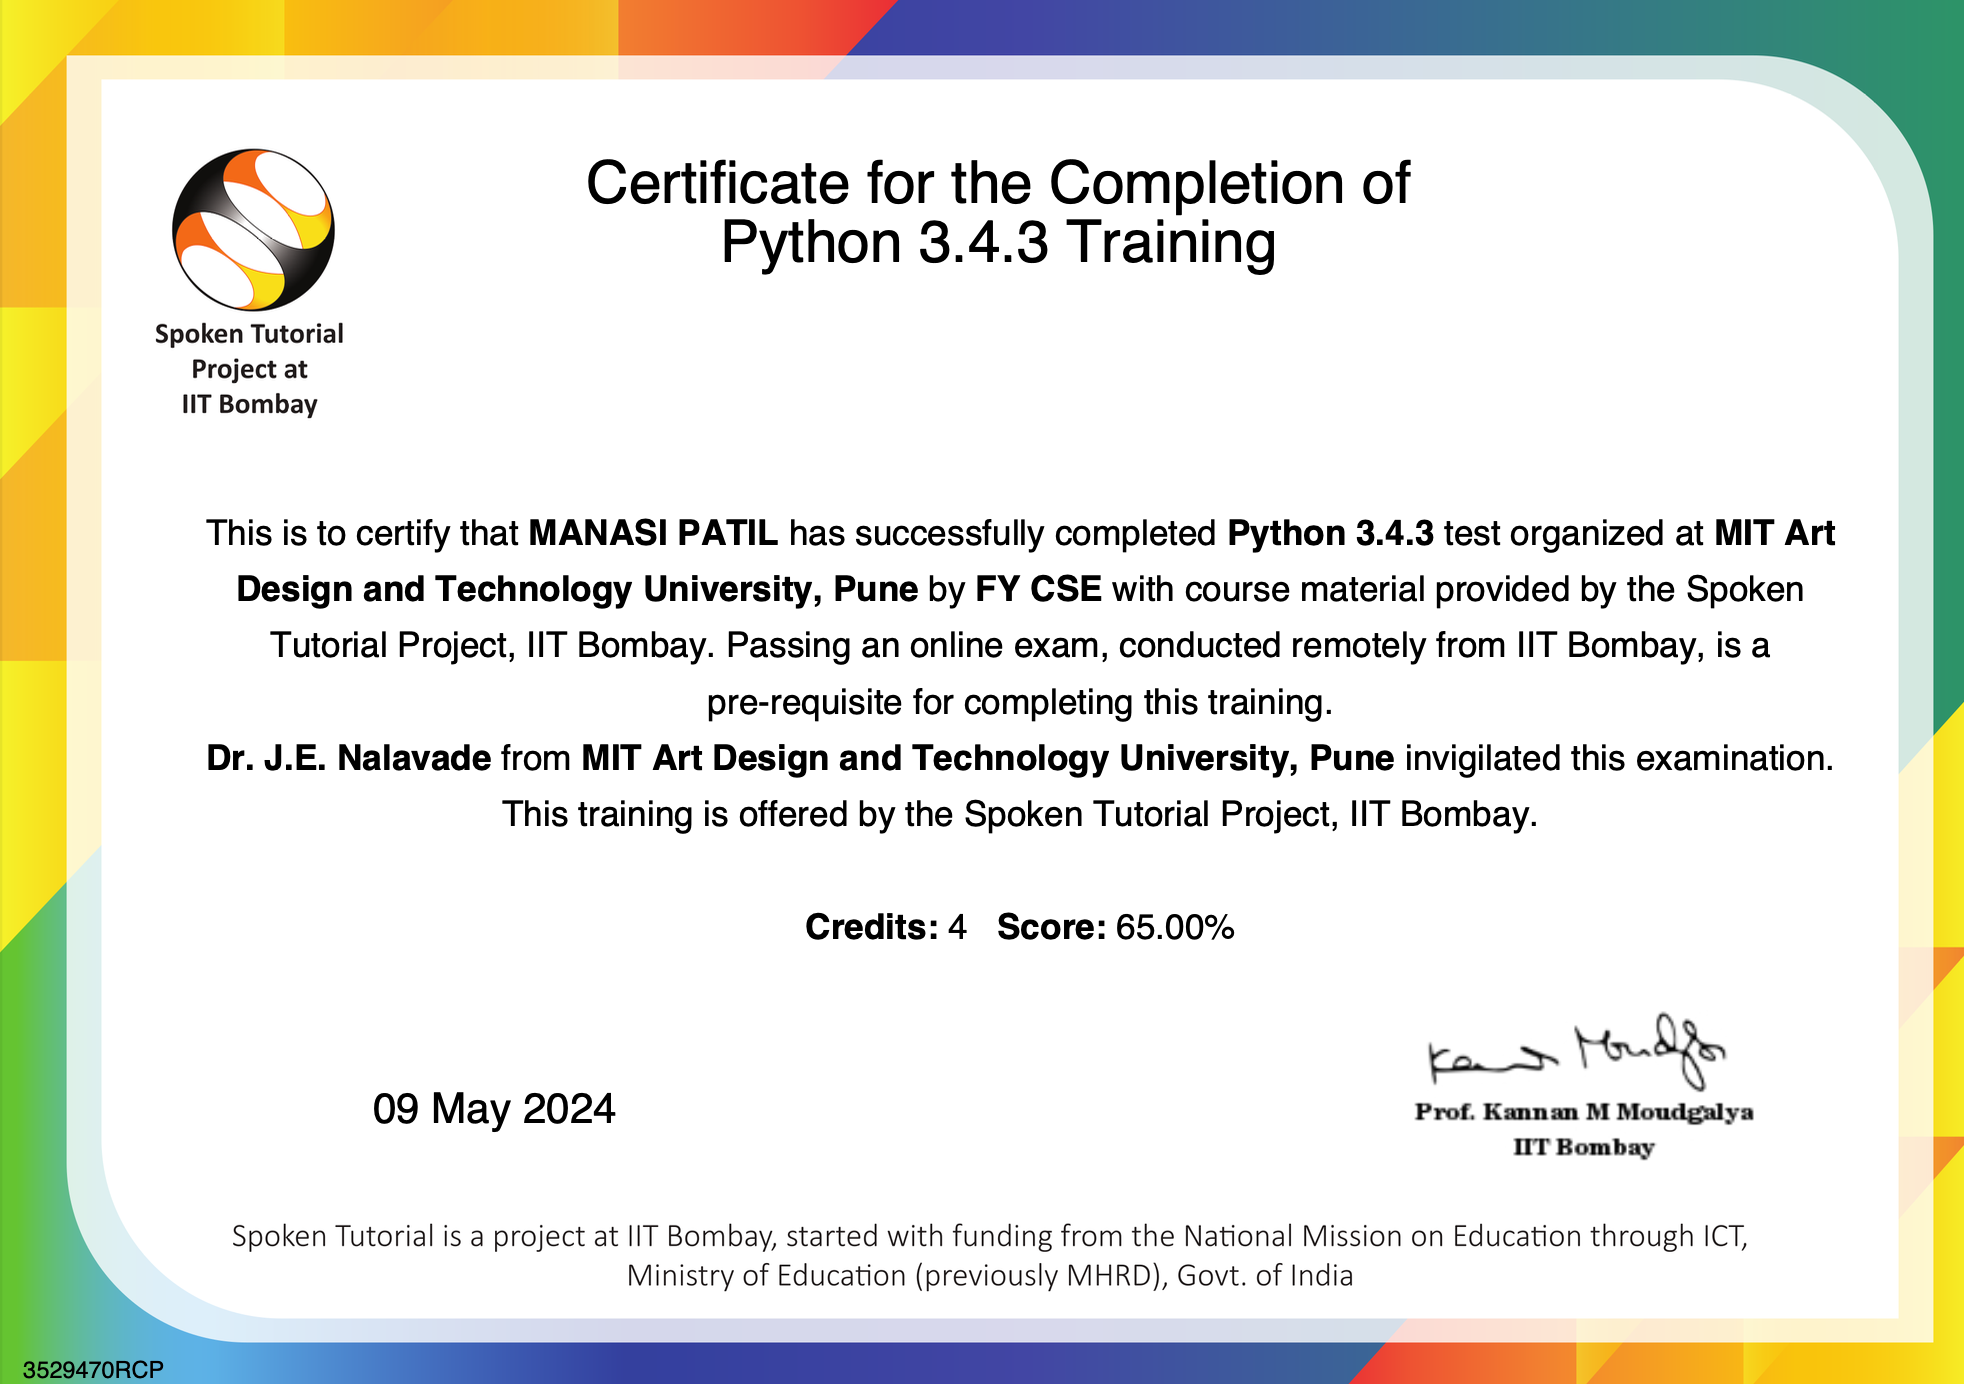 Certificate for the Completion of
Python 3.4.3 Training
Spoken Tutorial
Project at
IIT Bombay
This is to certify that MANASI PATIL has successfully completed Python 3.4.3 test organized at MIT Art
Design and Technology University, Pune by FY CSE with course material provided by the Spoken
Tutorial Project, IIT Bombay. Passing an online exam, conducted remotely from IIT Bombay, is a
pre-requisite for completing this training.
Dr. J.E. Nalavade from MIT Art Design and Technology University, Pune invigilated this examination.
This training is offered by the Spoken Tutorial Project, IIT Bombay.
Credits: 4 Score: 65.00%
09 May 2024
Kannan Moudgalya
Prof. Kannan M Moudgalya
IIT Bombay
Spoken Tutorial is a project at IIT Bombay, started with funding from the National Mission on Education through ICT,
Ministry of Education (previously MHRD), Govt. of India
3529470RCP